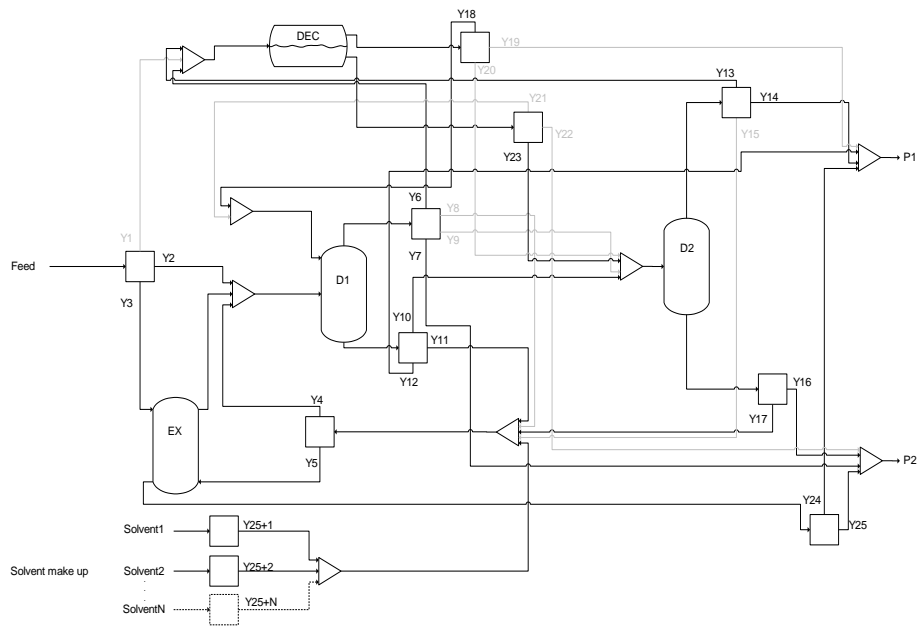 Y18
DEC
Y19
Y20
Y13
Y14
Y21
Y22
Y15
Y23
P1
Y6
Y8
Y1
Y7
Y9
D2
Feed
Y2
D1
Y3
Y10
Y11
Y12
Y16
Y4
Y17
EX
P2
Y5
Y24
Y25
Solvent1
Y25+1
Solvent make up
Solvent2
Y25+2
SolventN
Y25+N